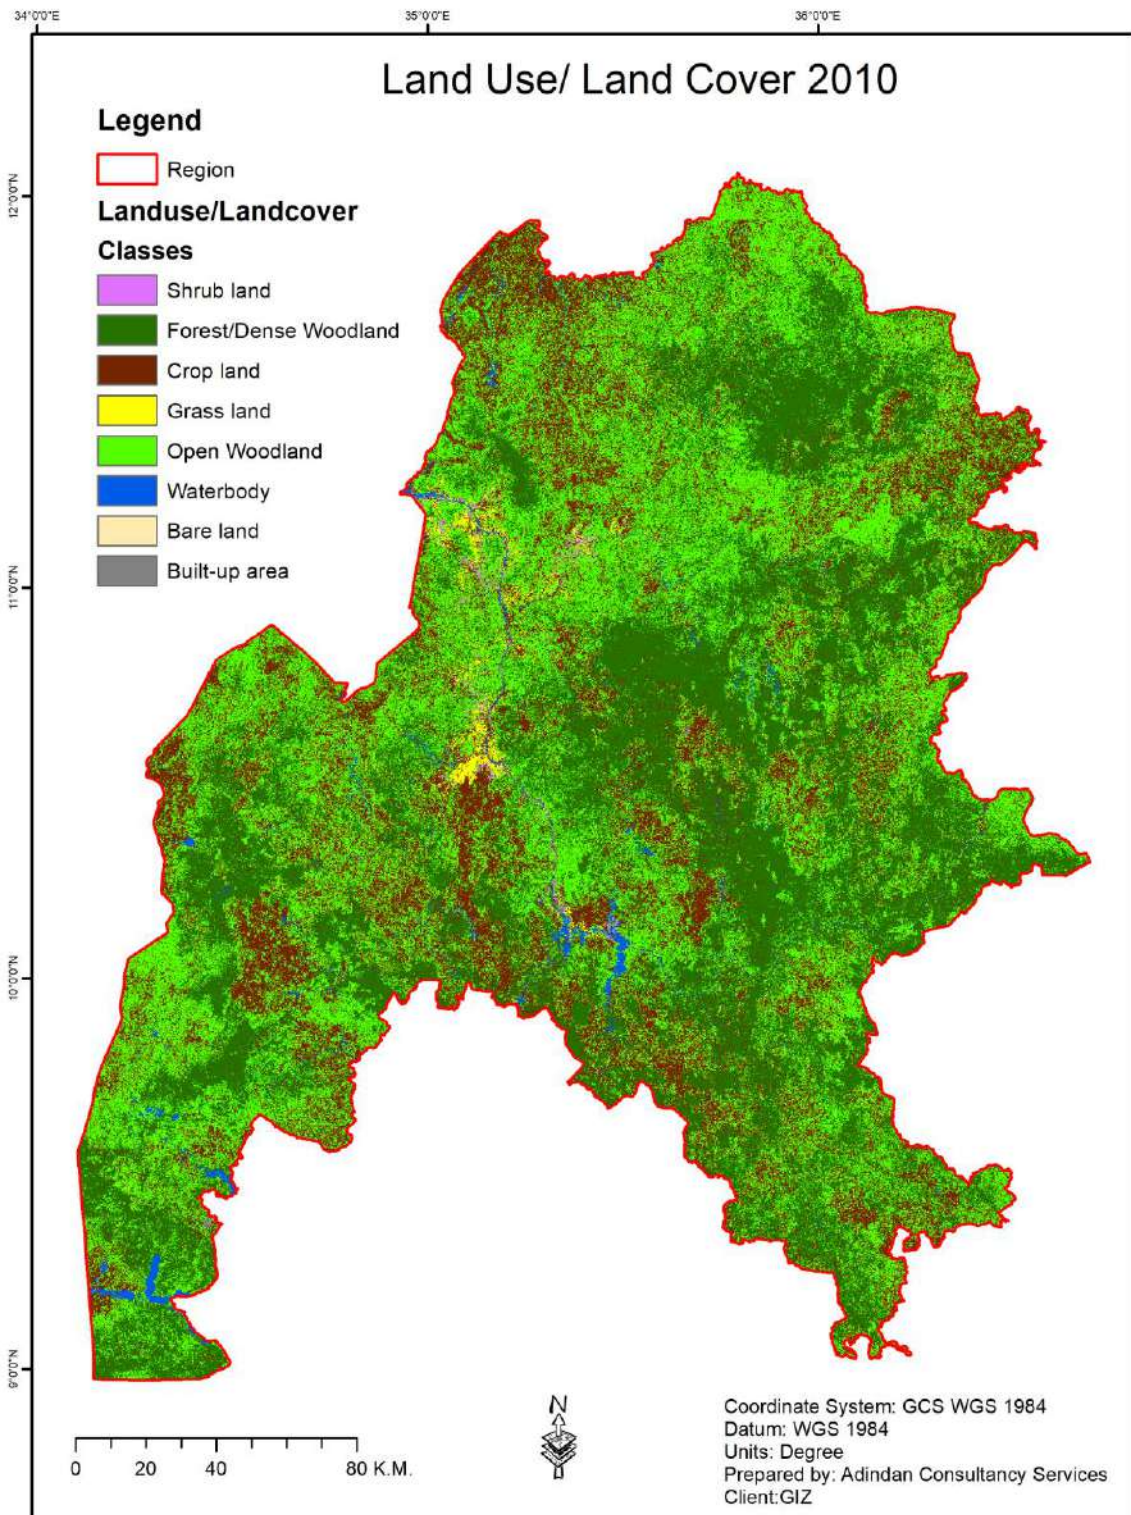 34°0'0"E 35°0'0"E 36°0'0"E
Land Use/ Land Cover 2010
Legend
Region
Landuse/Landcover
Classes
Shrub land
Forest/Dense Woodland
Crop land
Grass land
Open Woodland
Waterbody
Bare land
Built-up area
12°0'0"N
11°0'0"N
10°0'0"N
9°0'0"N
N
0 20 40 80 K.M.
Coordinate System: GCS WGS 1984
Datum: WGS 1984
Units: Degree
Prepared by: Adindan Consultancy Services
Client:GIZ